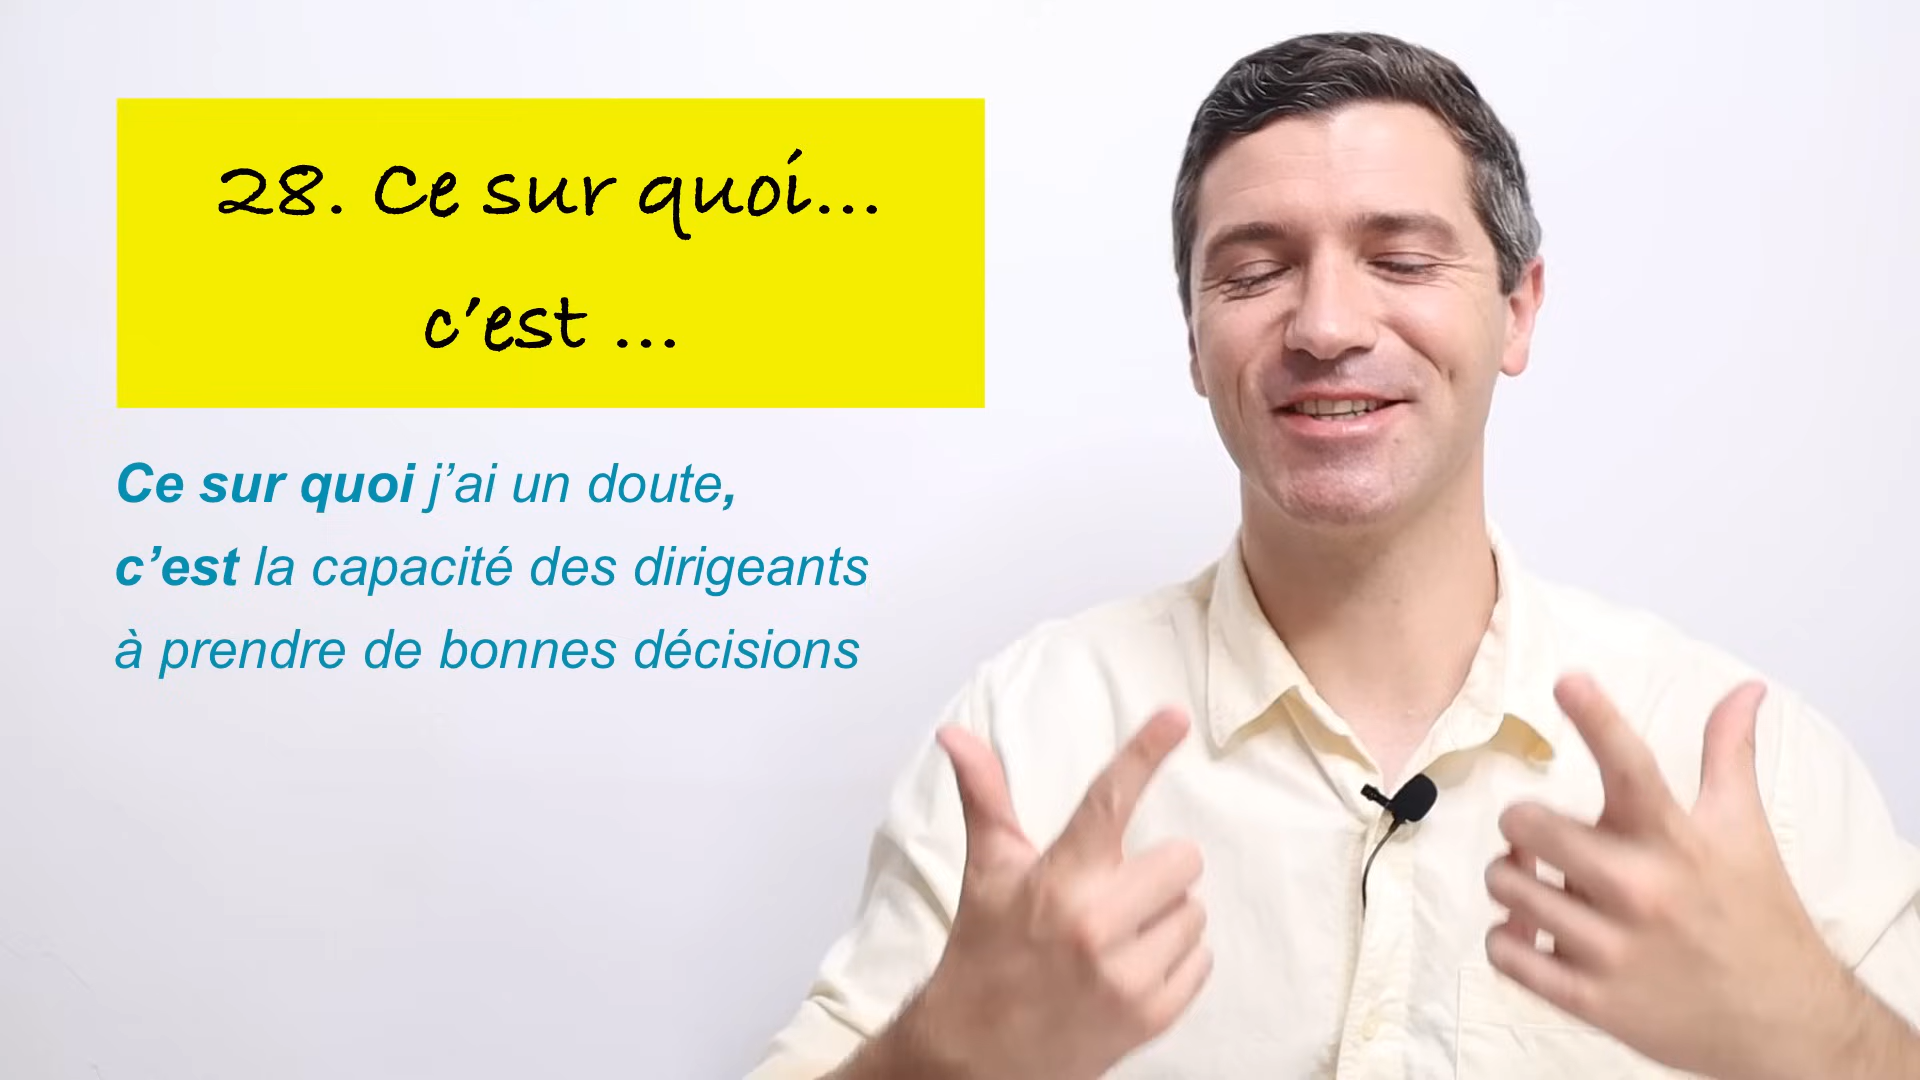 28. Ce sur quoi...
c’est ...
Ce sur quoi j’ai un doute,
c’est la capacité des dirigeants
à prendre de bonnes décisions